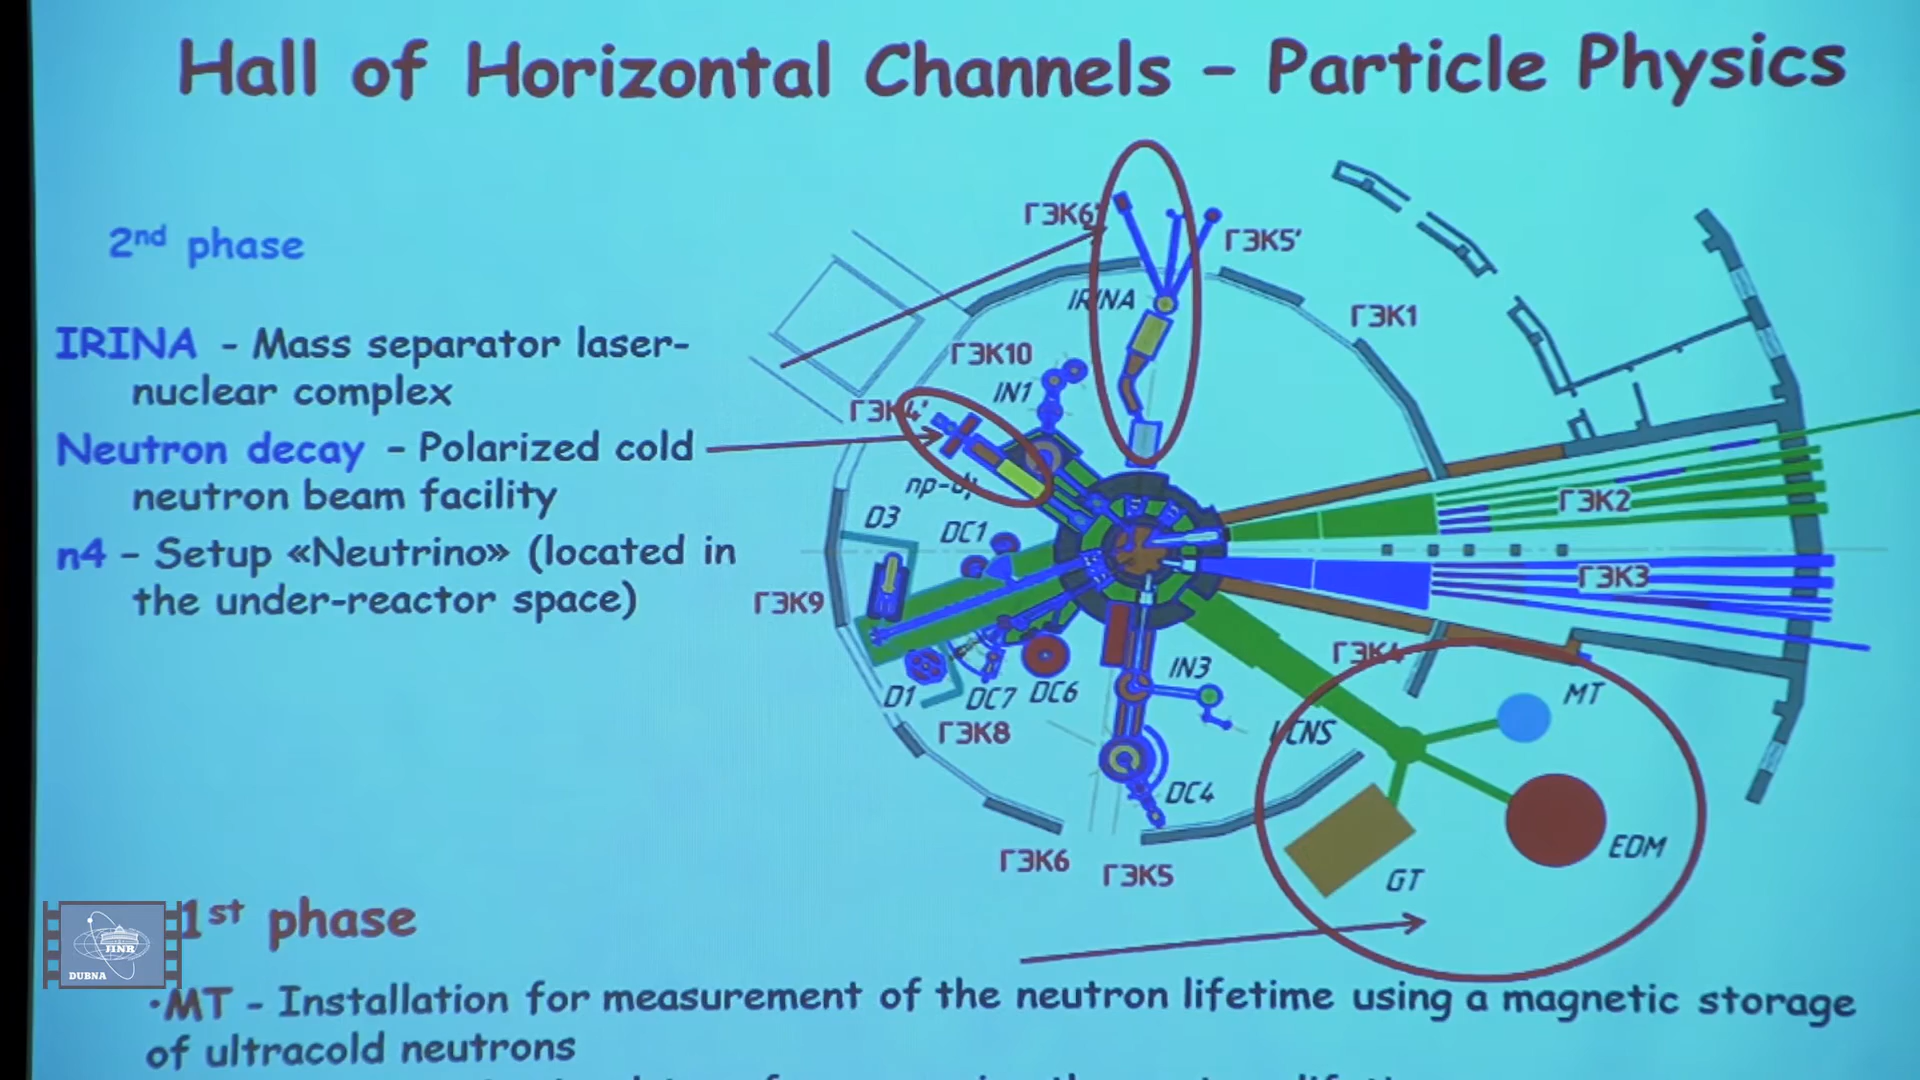 Hall of Horizontal Channels – Particle Physics
2nd phase
IRINA - Mass separator laser-
nuclear complex
Neutron decay – Polarized cold
neutron beam facility
n4 – Setup «Neutrino» (located in
the under-reactor space)
ГЭК6'
ГЭК5'
IRINA
ГЭК1
ГЭК10
IN1
ГЭК4'
D3
DC1
ГЭК2
ГЭК3
ГЭК9
ГЭК4
IN3
MT
D1
DC7
DC6
ГЭК8
DC4
EDM
ГЭК6
ГЭК5
GT
1st phase
JINR
DUBNA
•MT - Installation for measurement of the neutron lifetime using a magnetic storage
of ultracold neutrons